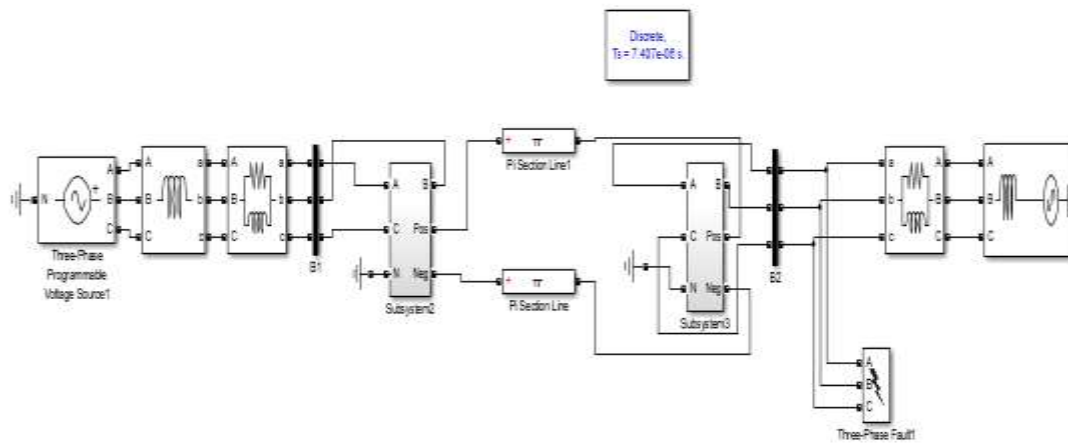 Discrete,
Ts = 7.407e-06 s.
N
A
B
C
Three-Phase
Programmable
Voltage Source1
A
B
C
a
b
c
A
B
C
a
b
c
B1
A
C
N
B
Pos
Neg
Subsystem2
+
Pi Section Line1
+
Pi Section Line
A
C
N
B
Pos
Neg
Subsystem3
B2
a
b
c
A
B
C
A
B
C
A
B
C
Three-Phase Fault1